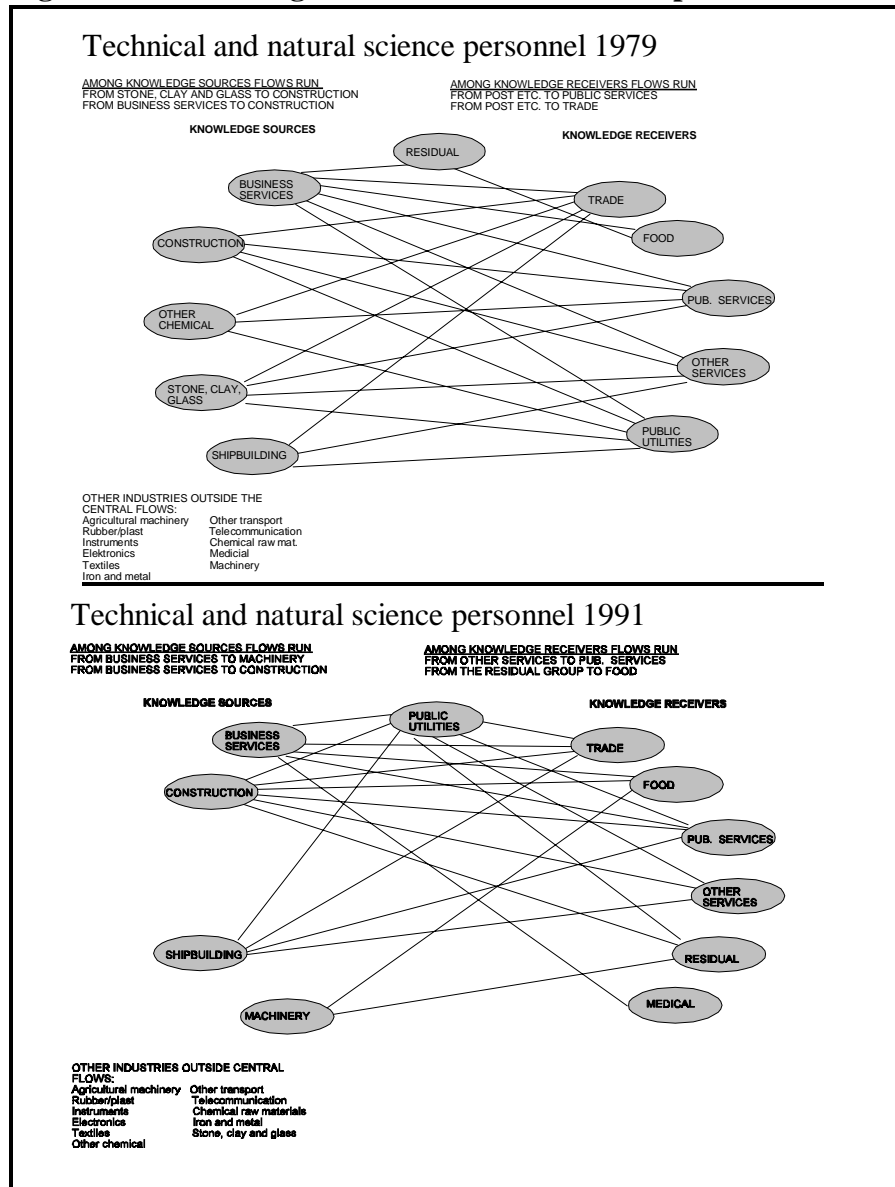 Technical and natural science personnel 1979
AMONG KNOWLEDGE SOURCES FLOWS RUN
FROM STONE, CLAY AND GLASS TO CONSTRUCTION
FROM BUSINESS SERVICES TO CONSTRUCTION
AMONG KNOWLEDGE RECEIVERS FLOWS RUN
FROM POST ETC. TO PUBLIC SERVICES
FROM POST ETC. TO TRADE
KNOWLEDGE SOURCES
KNOWLEDGE RECEIVERS
RESIDUAL
BUSINESS
SERVICES
TRADE
CONSTRUCTION
FOOD
PUB. SERVICES
OTHER
CHEMICAL
OTHER
SERVICES
STONE, CLAY,
GLASS
PUBLIC
UTILITIES
SHIPBUILDING
OTHER INDUSTRIES OUTSIDE THE
CENTRAL FLOWS:
Agricultural machinery Other transport
Rubber/plast Telecommunication
Instruments Chemical raw mat.
Elektronics Medicial
Textiles Machinery
Iron and metal
Technical and natural science personnel 1991
AMONG KNOWLEDGE SOURCES FLOWS RUN
FROM BUSINESS SERVICES TO MACHINERY
FROM BUSINESS SERVICES TO CONSTRUCTION
AMONG KNOWLEDGE RECEIVERS FLOWS RUN
FROM OTHER SERVICES TO PUB. SERVICES
FROM THE RESIDUAL GROUP TO FOOD
KNOWLEDGE SOURCES
KNOWLEDGE RECEIVERS
PUBLIC
UTILITIES
BUSINESS
SERVICES
TRADE
CONSTRUCTION
FOOD
PUB. SERVICES
OTHER
SERVICES
SHIPBUILDING
RESIDUAL
MEDICAL
MACHINERY
OTHER INDUSTRIES OUTSIDE CENTRAL
FLOWS:
Agricultural machinery Other transport
Rubber/plast Telecommunication
Instruments Chemical raw materials
Electronics Iron and metal
Textiles Stone, clay and glass
Other chemical